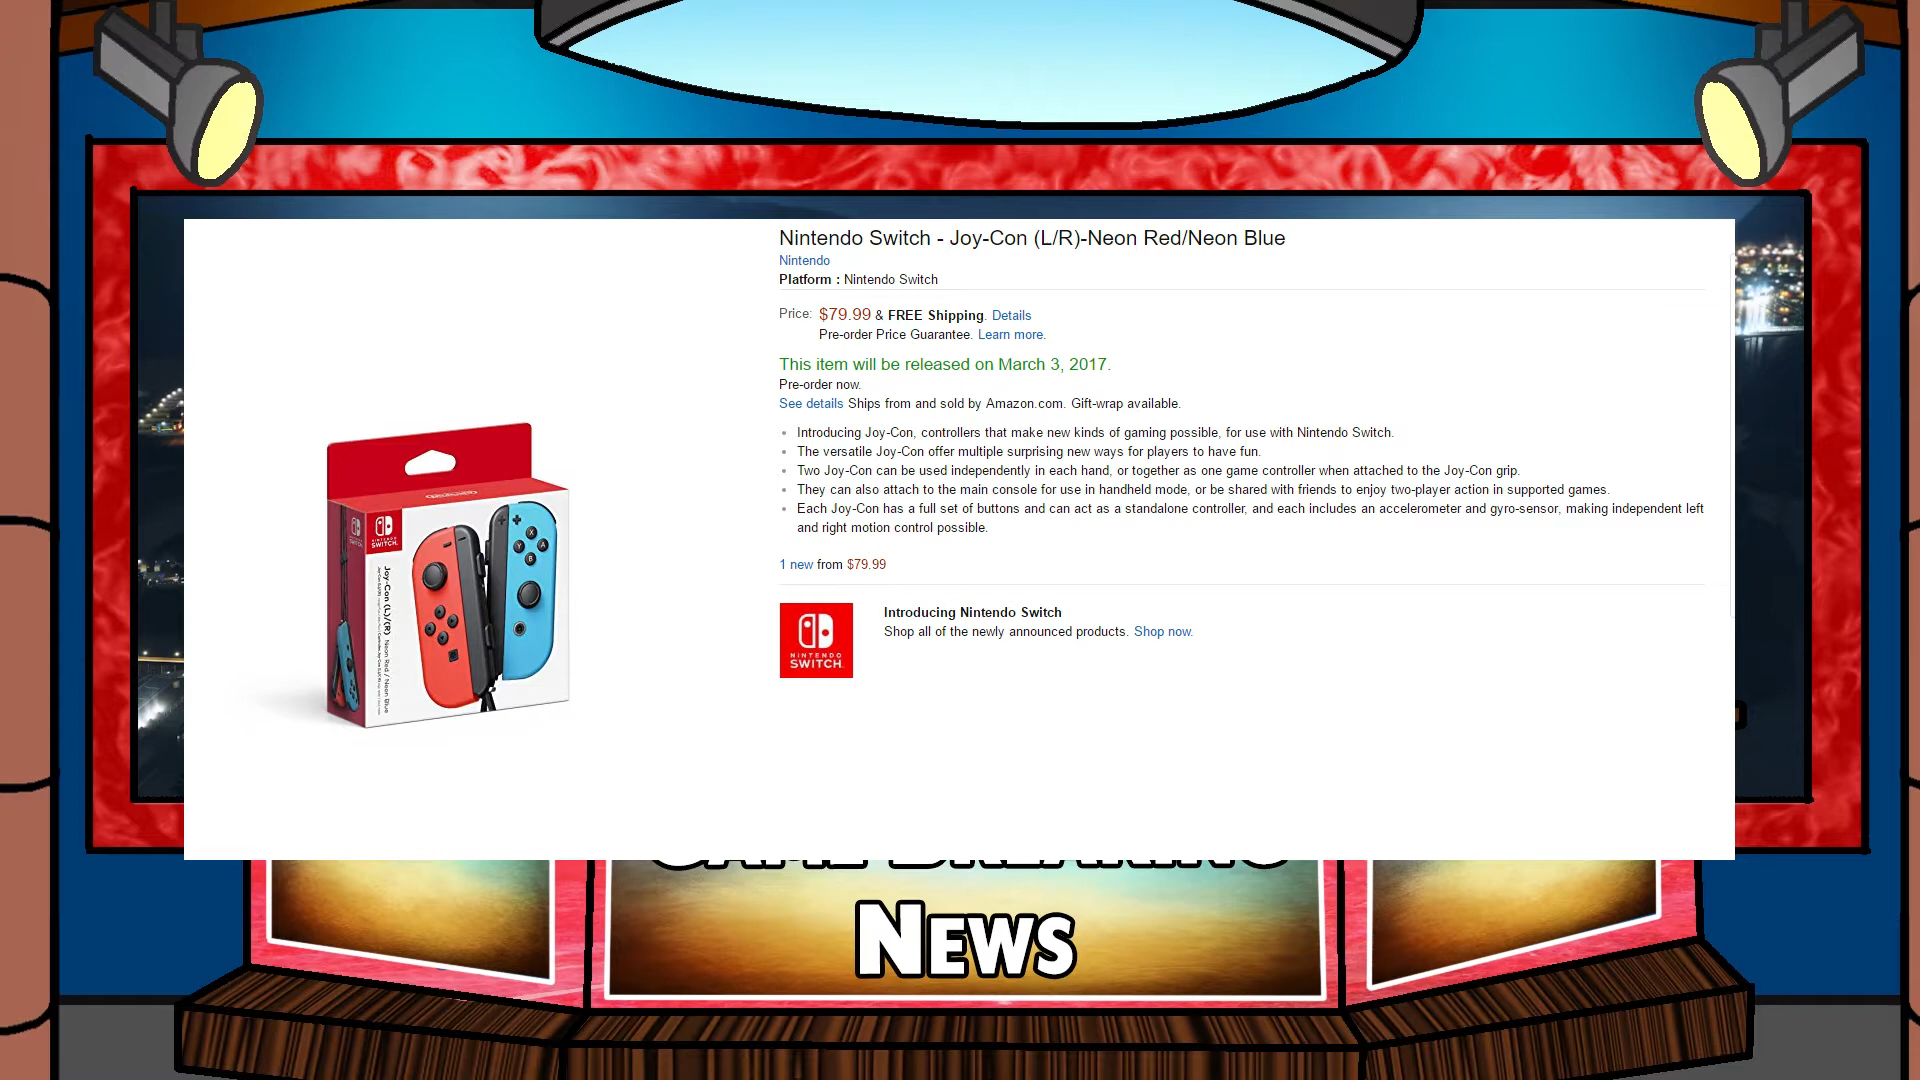 Nintendo Switch - Joy-Con (L/R)-Neon Red/Neon Blue
Nintendo
Platform : Nintendo Switch
Price: $79.99 & FREE Shipping. Details
Pre-order Price Guarantee. Learn more.
This item will be released on March 3, 2017.
Pre-order now.
See details Ships from and sold by Amazon.com. Gift-wrap available.
Introducing Joy-Con, controllers that make new kinds of gaming possible, for use with Nintendo Switch.
The versatile Joy-Con offer multiple surprising new ways for players to have fun.
Two Joy-Con can be used independently in each hand, or together as one game controller when attached to the Joy-Con grip.
They can also attach to the main console for use in handheld mode, or be shared with friends to enjoy two-player action in supported games.
Each Joy-Con has a full set of buttons and can act as a standalone controller, and each includes an accelerometer and gyro-sensor, making independent left
and right motion control possible.
1 new from $79.99
NINTENDO
SWITCH
Introducing Nintendo Switch
Shop all of the newly announced products. Shop now.
NINTENDO
SWITCH
Joy-Con (L)/(R) Neon Red / Neon Blue
X
Y
A
B
NEWS